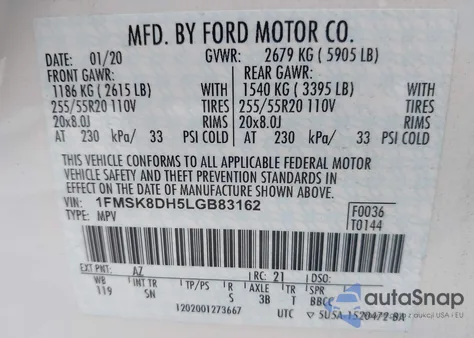 MFD. BY FORD MOTOR CO.
DATE: 01/20 GVWR: 2679 KG ( 5905 LB)
FRONT GAWR: REAR GAWR:
1186 KG ( 2615 LB) WITH 1540 KG ( 3395 LB) WITH
255/55R20 110V TIRES 255/55R20 110V TIRES
20x8.0J RIMS 20x8.0J RIMS
AT 230 kPa/ 33 PSI COLD AT 230 kPa/ 33 PSI COLD
THIS VEHICLE CONFORMS TO ALL APPLICABLE FEDERAL MOTOR
VEHICLE SAFETY AND THEFT PREVENTION STANDARDS IN
EFFECT ON THE DATE OF MANUFACTURE SHOWN ABOVE.
VIN: 1FMSK8DH5LGB83162
TYPE: MPV
F0036
T0144
EXT PNT: AZ RC: 21 DSO:
WB INT TR TP/PS R AXLE TR SPR
119 SN S 3B T BBCC
1202001273667 UTC 5U5A 1520472 BA
autoSnap